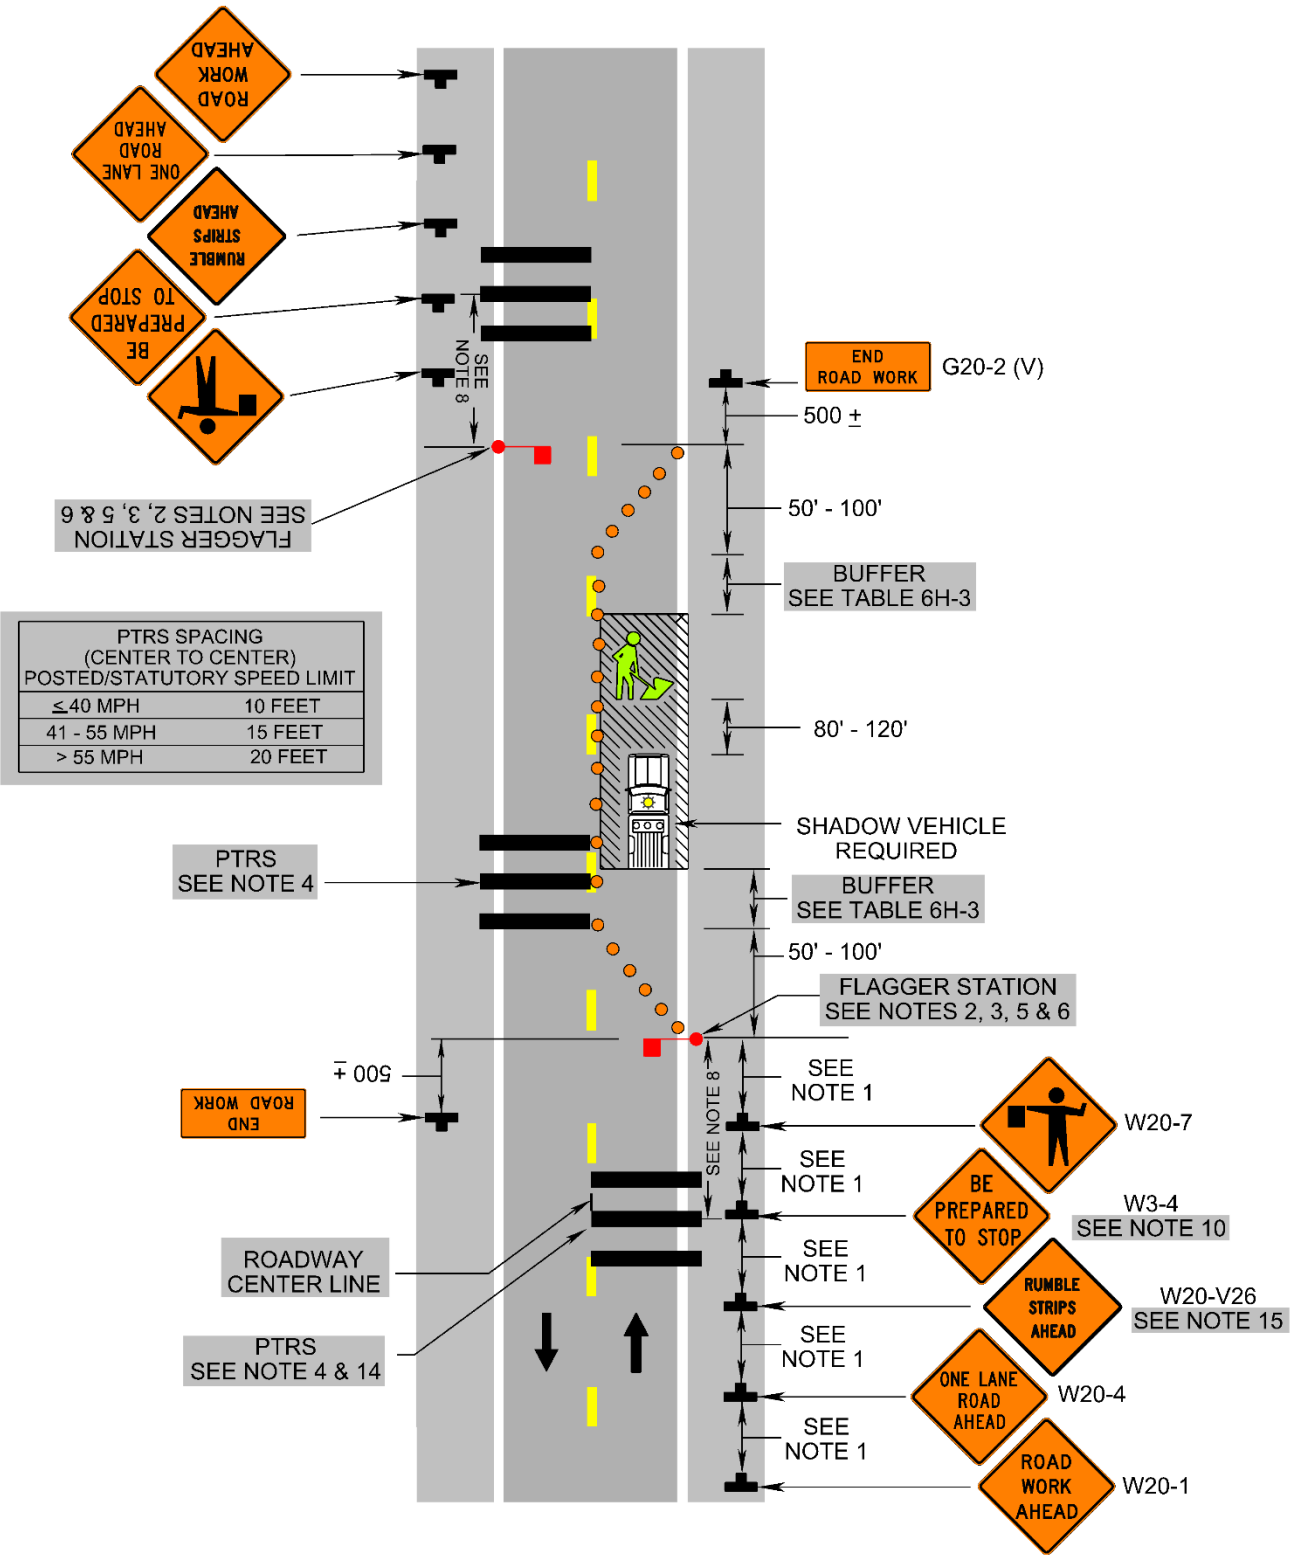 ROAD
WORK
AHEAD
ONE LANE
ROAD
AHEAD
RUMBLE
STRIPS
AHEAD
BE
PREPARED
TO STOP
SEE
NOTE 8
END
ROAD WORK
G20-2 (V)
500 ±
FLAGGER STATION
SEE NOTES 2, 3, 5 & 6
50' - 100'
BUFFER
SEE TABLE 6H-3
PTRS SPACING
(CENTER TO CENTER)
POSTED/STATUTORY SPEED LIMIT
≤40 MPH 10 FEET
41 - 55 MPH 15 FEET
> 55 MPH 20 FEET
80' - 120'
SHADOW VEHICLE
REQUIRED
PTRS
SEE NOTE 4
BUFFER
SEE TABLE 6H-3
50' - 100'
FLAGGER STATION
SEE NOTES 2, 3, 5 & 6
500 ±
END
ROAD WORK
SEE NOTE 8
SEE
NOTE 1
W20-7
SEE
NOTE 1
BE
PREPARED
TO STOP
W3-4
SEE NOTE 10
ROADWAY
CENTER LINE
SEE
NOTE 1
RUMBLE
STRIPS
AHEAD
W20-V26
SEE NOTE 15
PTRS
SEE NOTE 4 & 14
SEE
NOTE 1
ONE LANE
ROAD
AHEAD
W20-4
SEE
NOTE 1
ROAD
WORK
AHEAD
W20-1